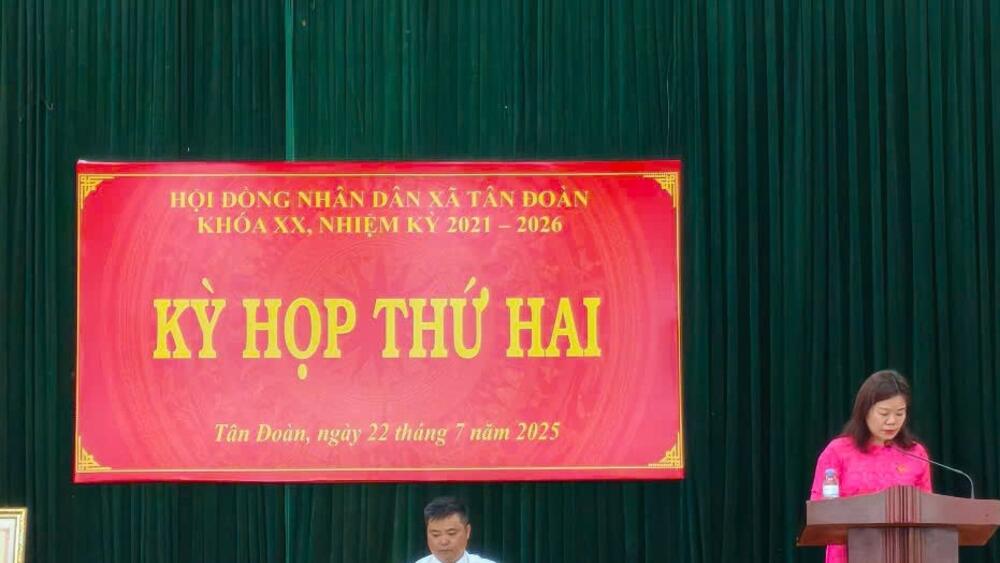 HỘI ĐỒNG NHÂN DÂN XÃ TÂN ĐOÀN
KHÓA XX, NHIỆM KỲ 2021 – 2026
KỲ HỌP THỨ HAI
Tân Đoàn, ngày 22 tháng 7 năm 2025